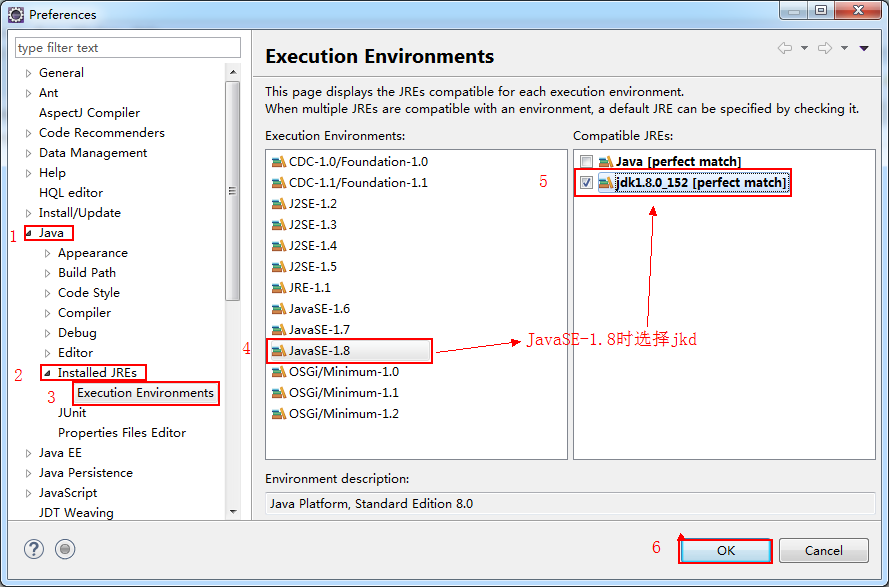 Preferences
type filter text
General
Ant
AspectJ Compiler
Code Recommenders
Data Management
Help
HQL editor
Install/Update
1
Java
Appearance
Build Path
Code Style
Compiler
Debug
Editor
2
Installed JREs
3
Execution Environments
JUnit
Properties Files Editor
Java EE
Java Persistence
JavaScript
JDT Weaving
Execution Environments
This page displays the JREs compatible for each execution environment.
When multiple JREs are compatible with an environment, a default JRE can be specified by checking it.
Execution Environments:
CDC-1.0/Foundation-1.0
CDC-1.1/Foundation-1.1
J2SE-1.2
J2SE-1.3
J2SE-1.4
J2SE-1.5
JRE-1.1
JavaSE-1.6
JavaSE-1.7
4
JavaSE-1.8
OSGi/Minimum-1.0
OSGi/Minimum-1.1
OSGi/Minimum-1.2
Compatible JREs:
Java [perfect match]
5
jdk1.8.0_152 [perfect match]
JavaSE-1.8时选择jkd
Environment description:
Java Platform, Standard Edition 8.0
?
6
OK
Cancel